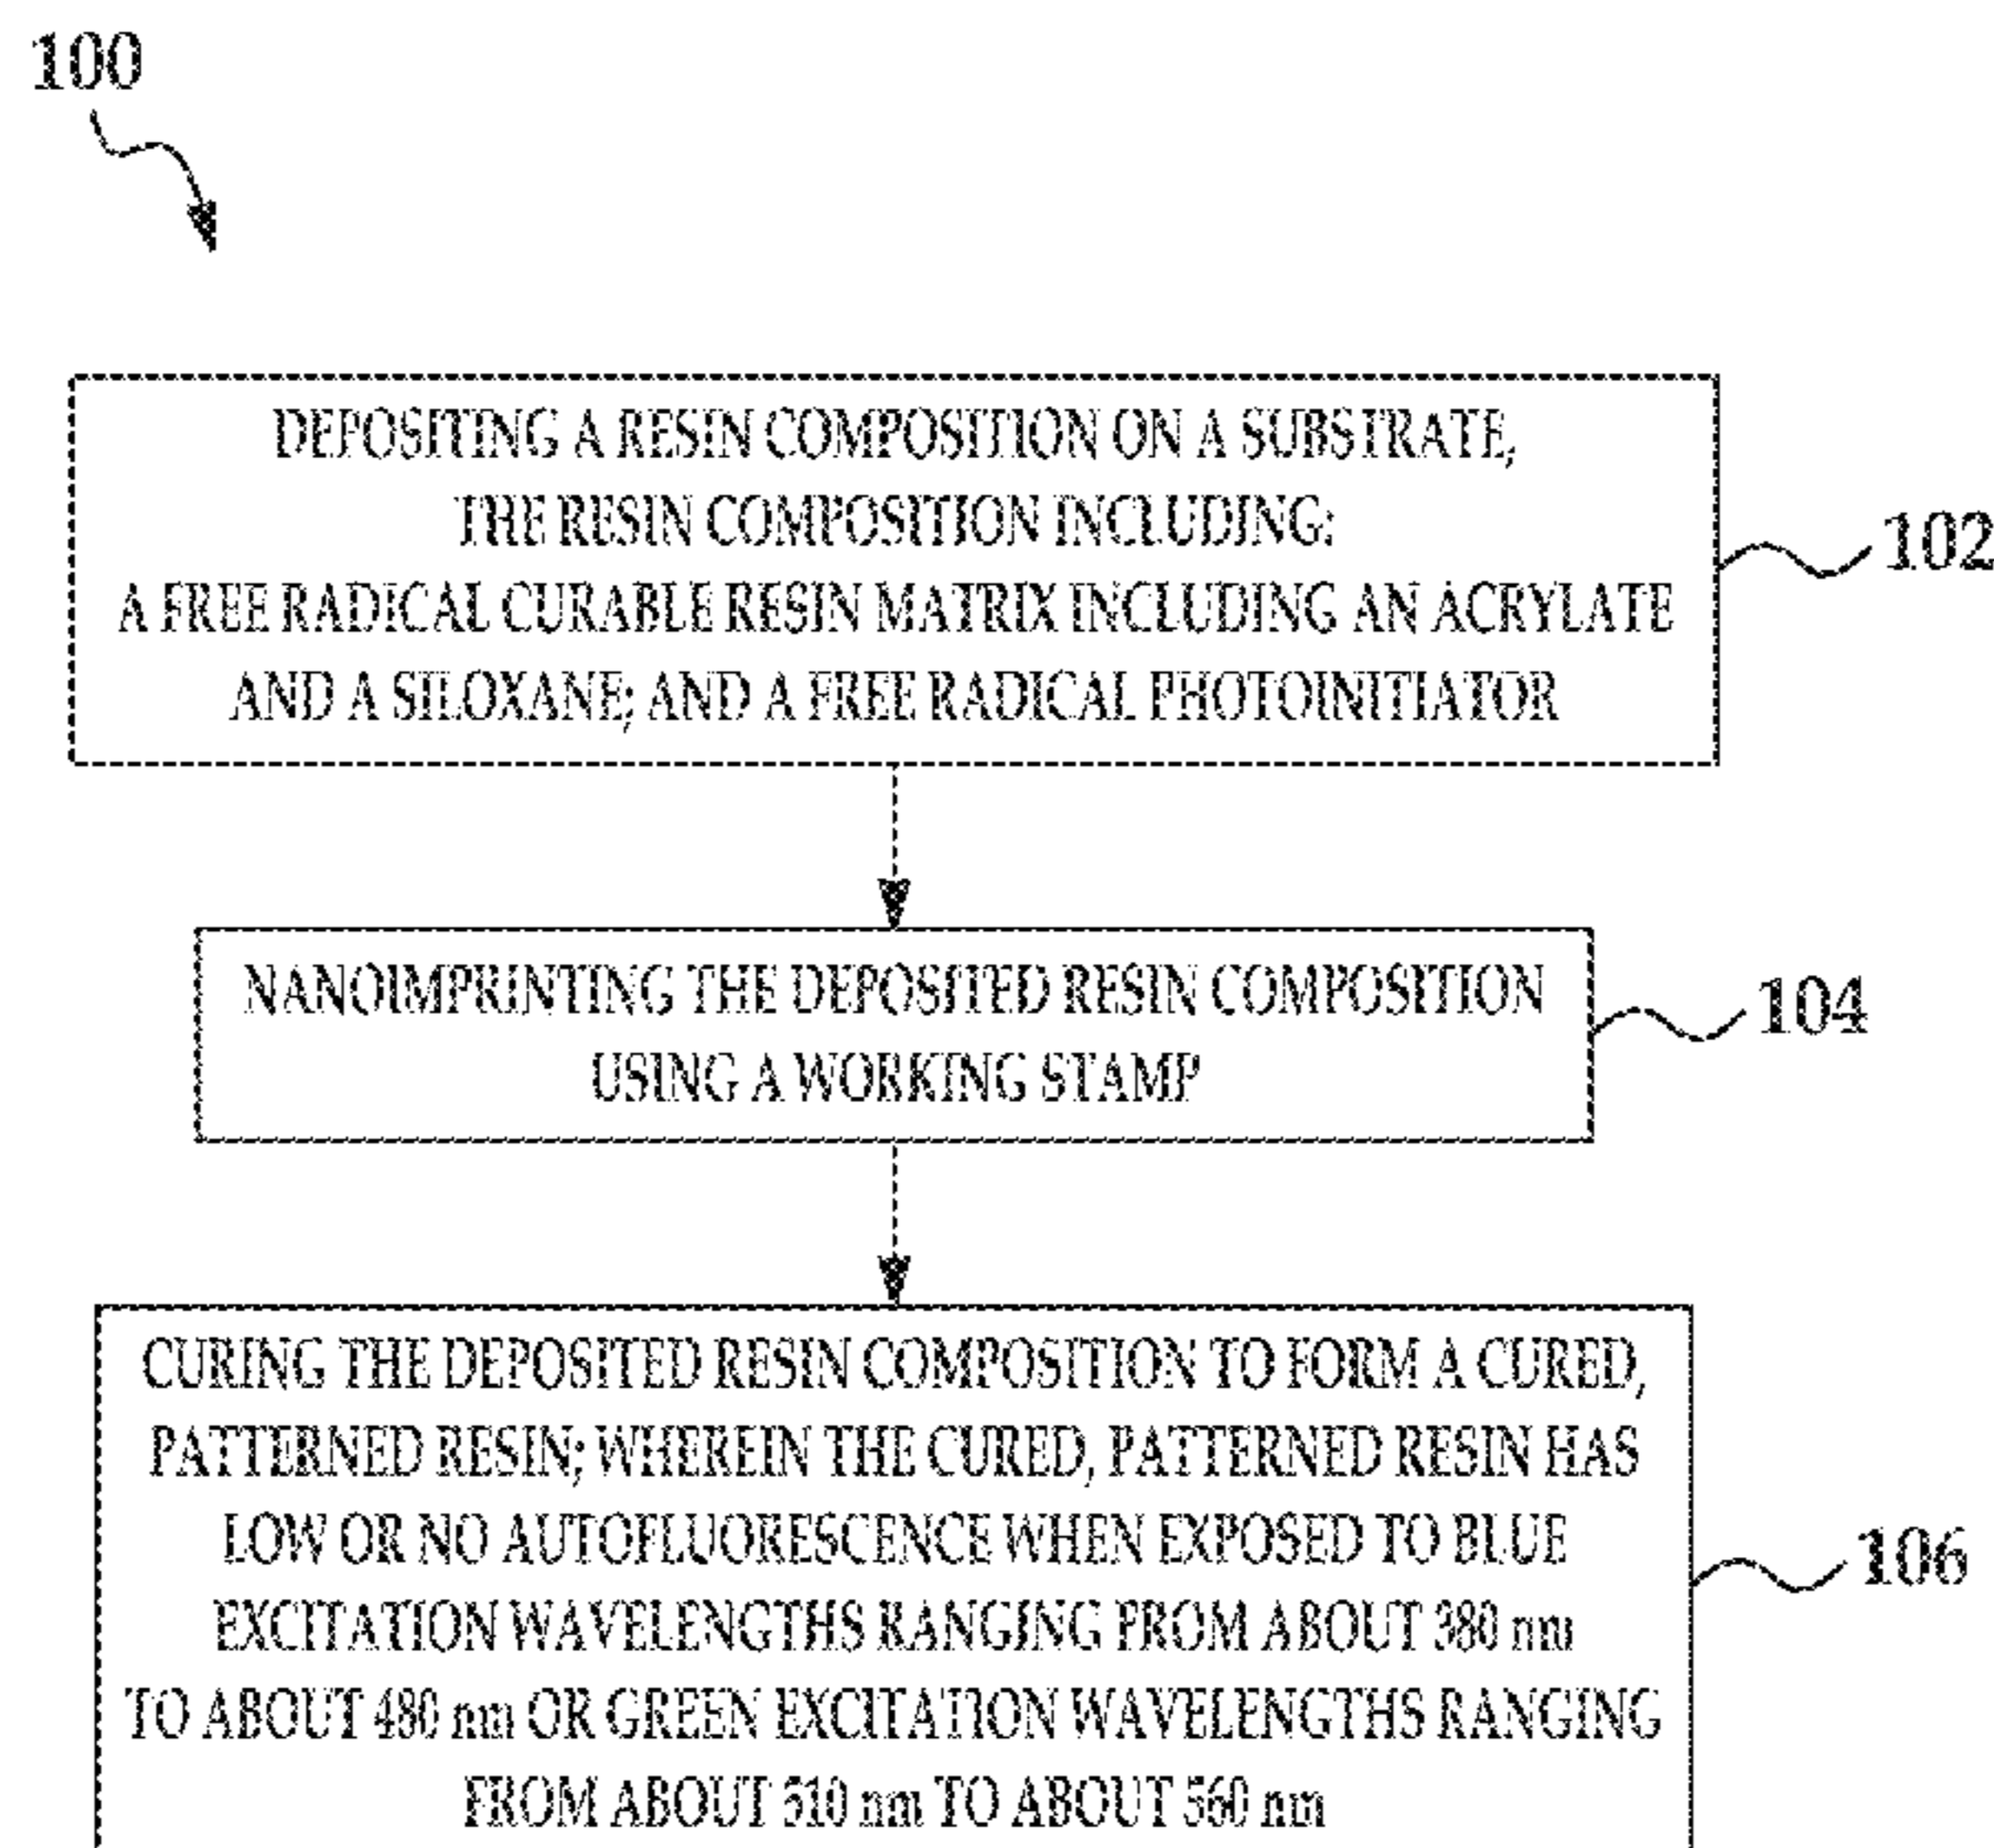 100
DEPOSITING A RESIN COMPOSITION ON A SUBSTRATE,
THE RESIN COMPOSITION INCLUDING:
A FREE RADICAL CURABLE RESIN MATRIX INCLUDING AN ACRYLATE
AND A SILOXANE; AND A FREE RADICAL PHOTOINITIATOR
102
NANOIMPRINTING THE DEPOSITED RESIN COMPOSITION
USING A WORKING STAMP
104
CURING THE DEPOSITED RESIN COMPOSITION TO FORM A CURED,
PATTERNED RESIN; WHEREIN THE CURED, PATTERNED RESIN HAS
LOW OR NO AUTOFLUORESCENCE WHEN EXPOSED TO BLUE
EXCITATION WAVELENGTHS RANGING FROM ABOUT 380 nm
TO ABOUT 480 nm OR GREEN EXCITATION WAVELENGTHS RANGING
FROM ABOUT 510 nm TO ABOUT 560 nm
106